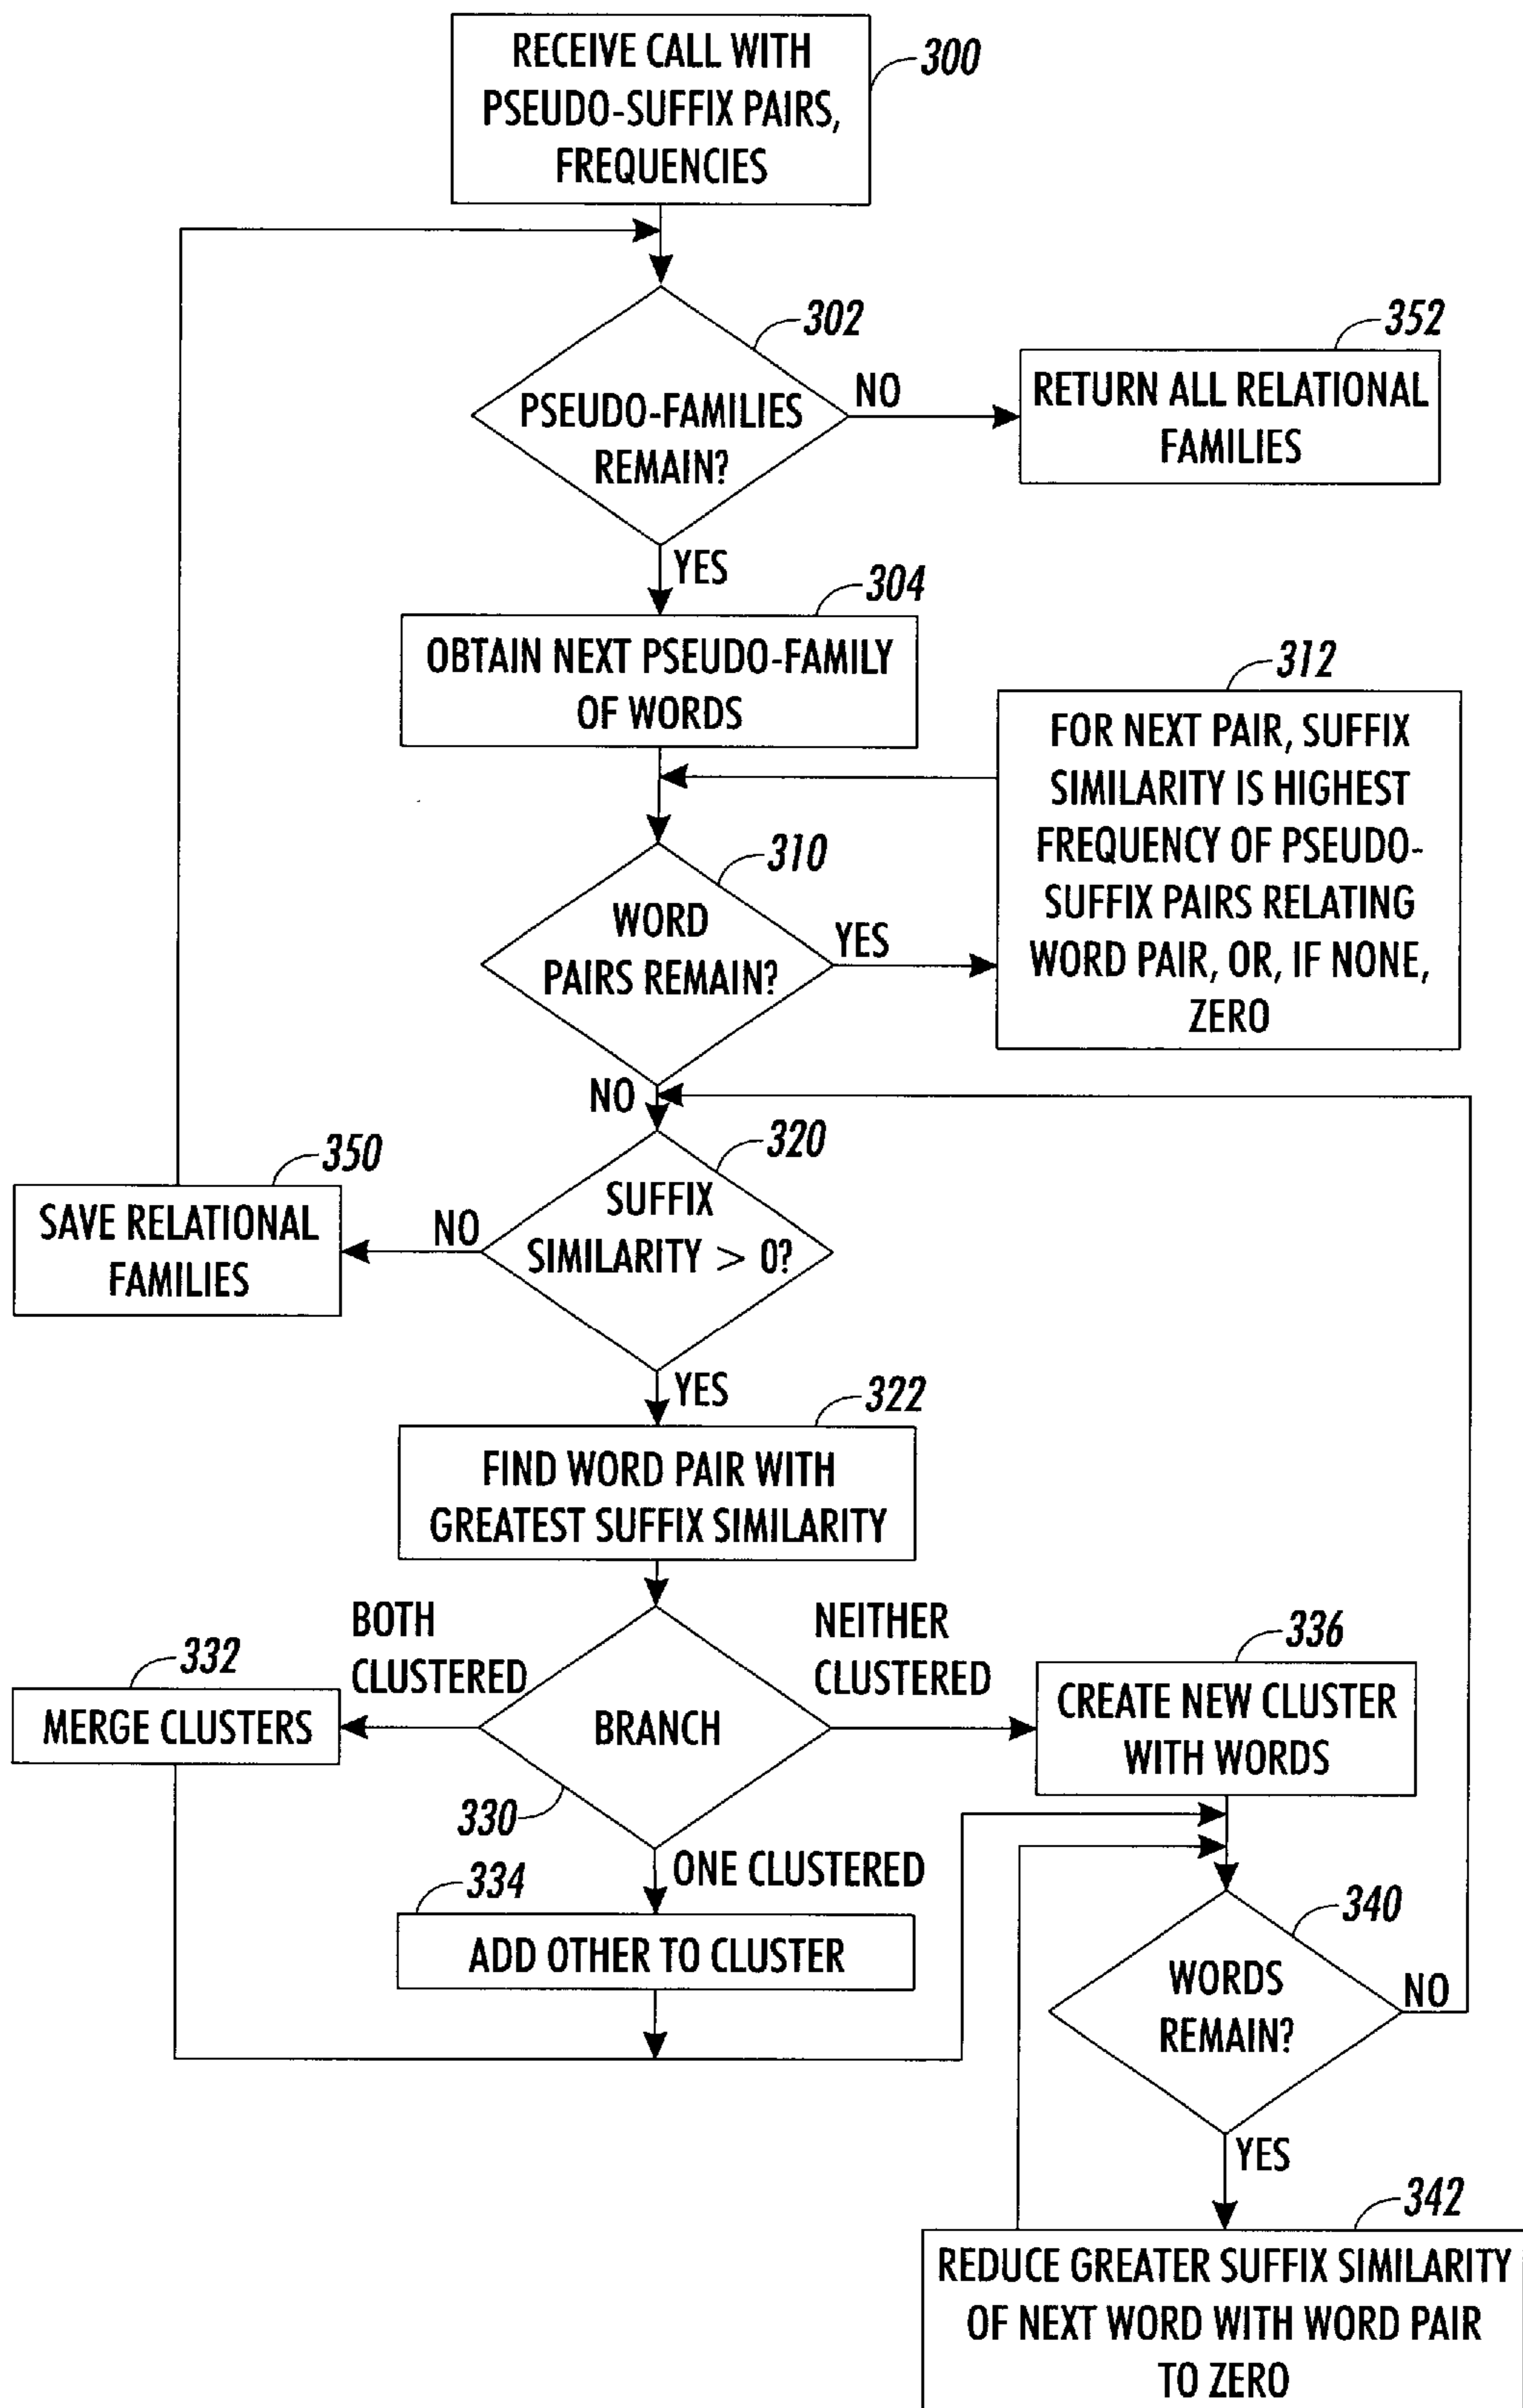 RECEIVE CALL WITH
PSEUDO-SUFFIX PAIRS,
FREQUENCIES
300
302
PSEUDO-FAMILIES
REMAIN?
NO
352
RETURN ALL RELATIONAL
FAMILIES
YES
304
OBTAIN NEXT PSEUDO-FAMILY
OF WORDS
312
FOR NEXT PAIR, SUFFIX
SIMILARITY IS HIGHEST
FREQUENCY OF PSEUDO-
SUFFIX PAIRS RELATING
WORD PAIR, OR, IF NONE,
ZERO
310
WORD
PAIRS REMAIN?
YES
NO
320
SUFFIX
SIMILARITY > 0?
NO
350
SAVE RELATIONAL
FAMILIES
YES
322
FIND WORD PAIR WITH
GREATEST SUFFIX SIMILARITY
BOTH
CLUSTERED
NEITHER
CLUSTERED
332
MERGE CLUSTERS
BRANCH
330
336
CREATE NEW CLUSTER
WITH WORDS
ONE CLUSTERED
334
ADD OTHER TO CLUSTER
340
WORDS
REMAIN?
NO
YES
342
REDUCE GREATER SUFFIX SIMILARITY
OF NEXT WORD WITH WORD PAIR
TO ZERO